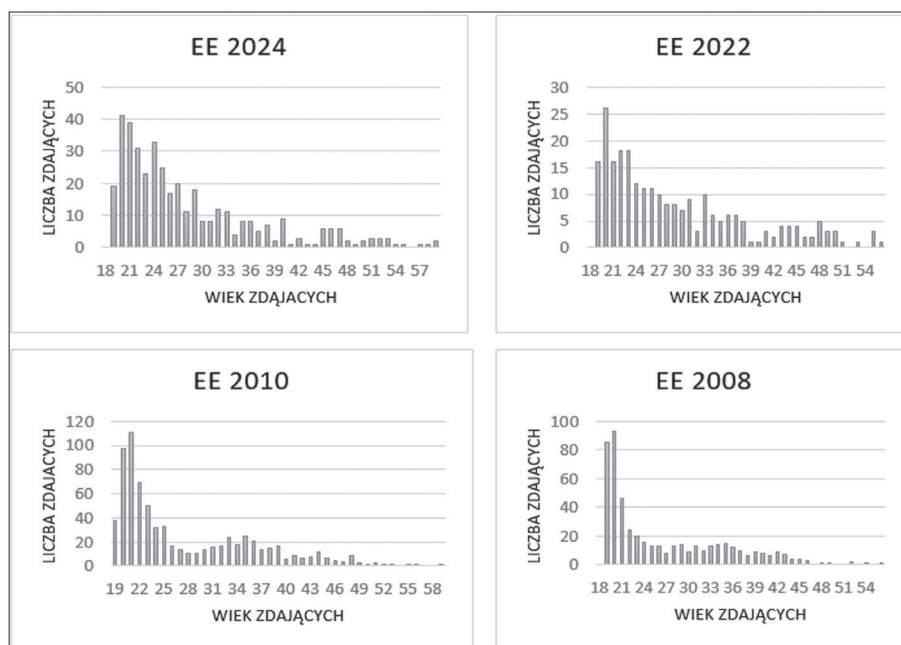 EE 2024
LICZBA ZDAJĄCYCH
50
40
30
20
10
0
18 21 24 27 30 33 36 39 42 45 48 51 54 57
WIEK ZDĄJACYCH
EE 2022
LICZBA ZDAJĄCYCH
30
25
20
15
10
5
0
18 21 24 27 30 33 36 39 42 45 48 51 54
WIEK ZDAJĄCYCH
EE 2010
LICZBA ZDAJACYCH
120
100
80
60
40
20
0
19 22 25 28 31 34 37 40 43 46 49 52 55 58
WIEK ZDAJĄCYCH
EE 2008
LICZBA ZDAJĄCYCH
100
80
60
40
20
0
18 21 24 27 30 33 36 39 42 45 48 51 54 57
WIEK ZDAJĄCYCH